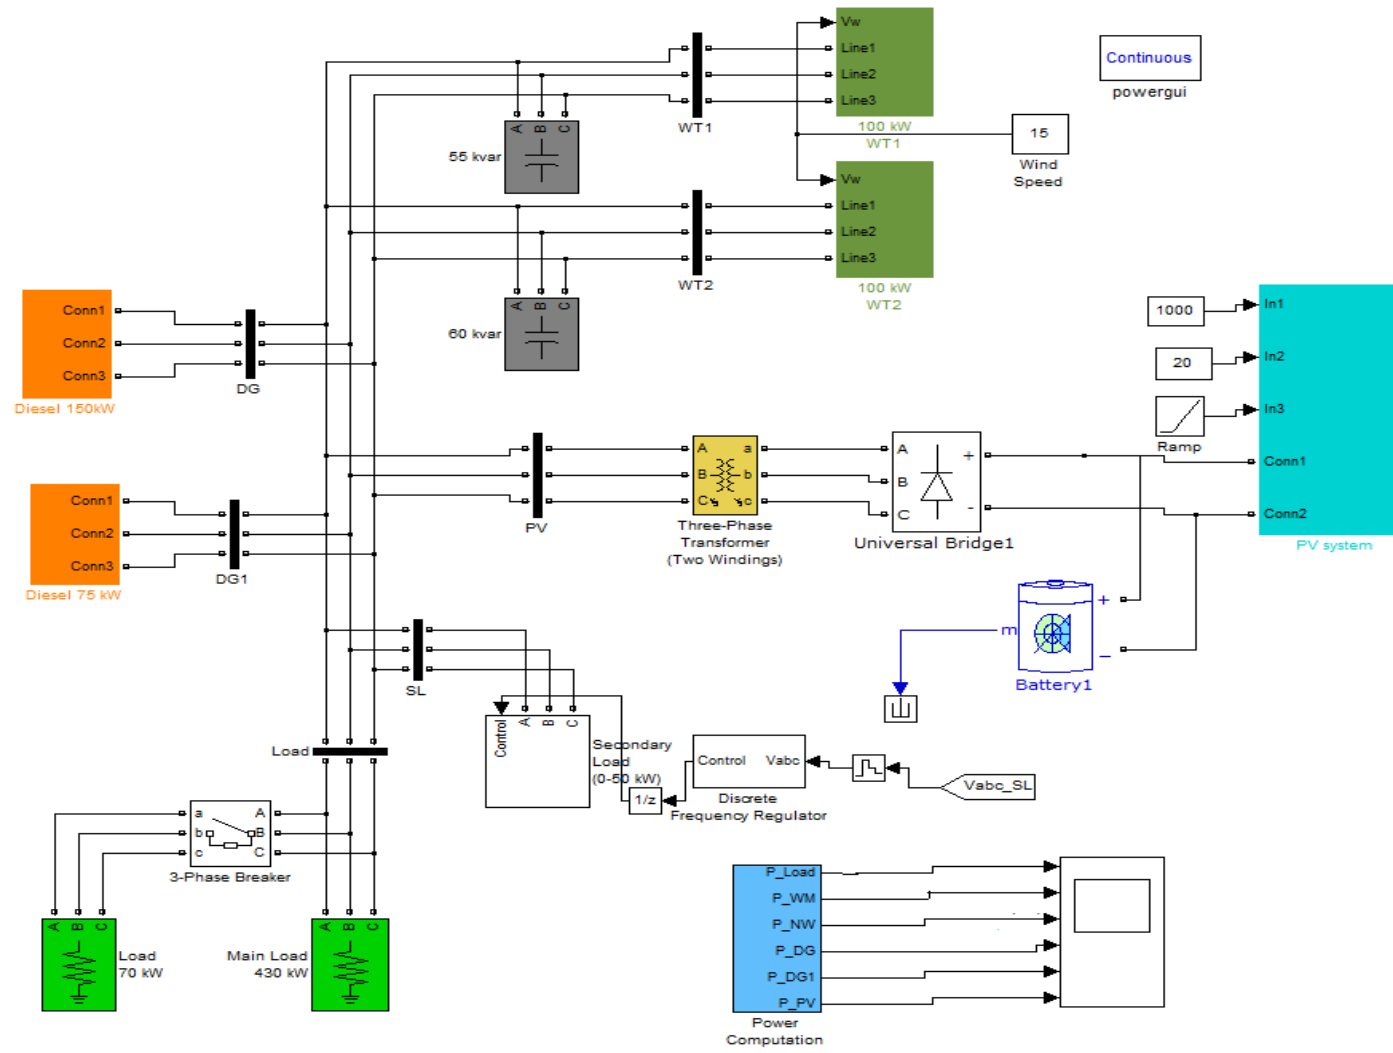 Vw
Line1
Line2
Line3
100 kW
WT1
WT1
A
B
C
55 kvar
Continuous
powergui
15
Wind
Speed
Vw
Line1
Line2
Line3
100 kW
WT2
WT2
A
B
C
60 kvar
Conn1
Conn2
Conn3
Diesel 150kW
DG
1000
20
Ramp
In1
In2
In3
Conn1
Conn2
PV system
PV
A
B
C
a
b
c
Three-Phase
Transformer
(Two Windings)
A
B
C
+
-
Universal Bridge1
Conn1
Conn2
Conn3
Diesel 75 kW
DG1
+
m
–
Battery1
SL
Control
A
B
C
Secondary
Load
(0-50 kW)
1/z
Control
Vabc
Discrete
Frequency Regulator
Vabc_SL
Load
a
b
c
A
B
C
3-Phase Breaker
A
B
C
Load
70 kW
A
B
C
Main Load
430 kW
P_Load
P_WM
P_NW
P_DG
P_DG1
P_PV
Power
Computation